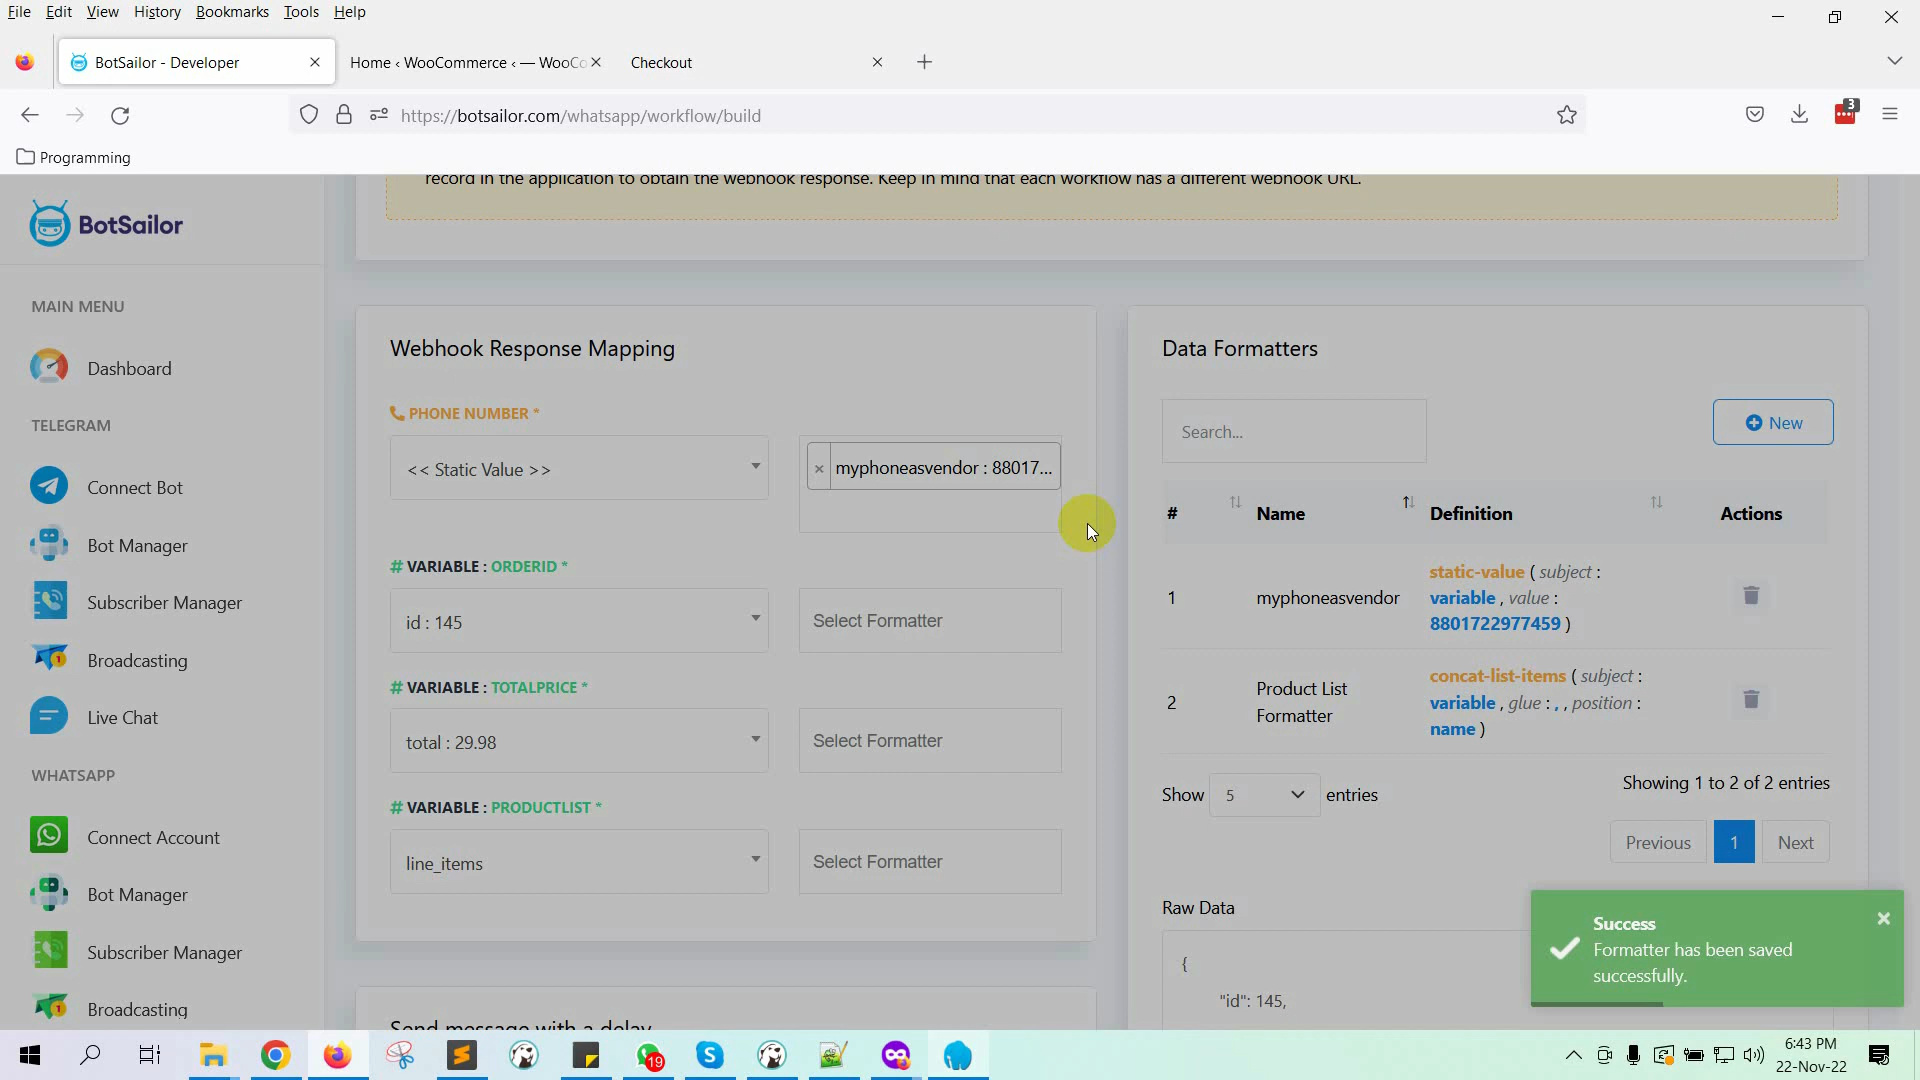 File Edit View History Bookmarks Tools Help
BotSailor - Developer
Home ‹ WooCommerce ‹ — WooCo
Checkout
https://botsailor.com/whatsapp/workflow/build
3
Programming
record in the application to obtain the webhook response. Keep in mind that each workflow has a different webhook URL.
BotSailor
MAIN MENU
Dashboard
TELEGRAM
Connect Bot
Bot Manager
Subscriber Manager
Broadcasting
Live Chat
WHATSAPP
Connect Account
Bot Manager
Subscriber Manager
Broadcasting
Webhook Response Mapping
PHONE NUMBER *
<< Static Value >>
× myphoneasvendor : 88017...
# VARIABLE : ORDERID *
id : 145
Select Formatter
# VARIABLE : TOTALPRICE *
total : 29.98
Select Formatter
# VARIABLE : PRODUCTLIST *
line_items
Select Formatter
Send message with a delay
Data Formatters
Search...
New
# Name Definition Actions
1 myphoneasvendor static-value ( subject : variable , value : 8801722977459 )
2 Product List Formatter concat-list-items ( subject : variable , glue : , , position : name )
Show 5 entries
Showing 1 to 2 of 2 entries
Previous 1 Next
Raw Data
{
"id": 145,
Success
Formatter has been saved
successfully.
19
6:43 PM
22-Nov-22